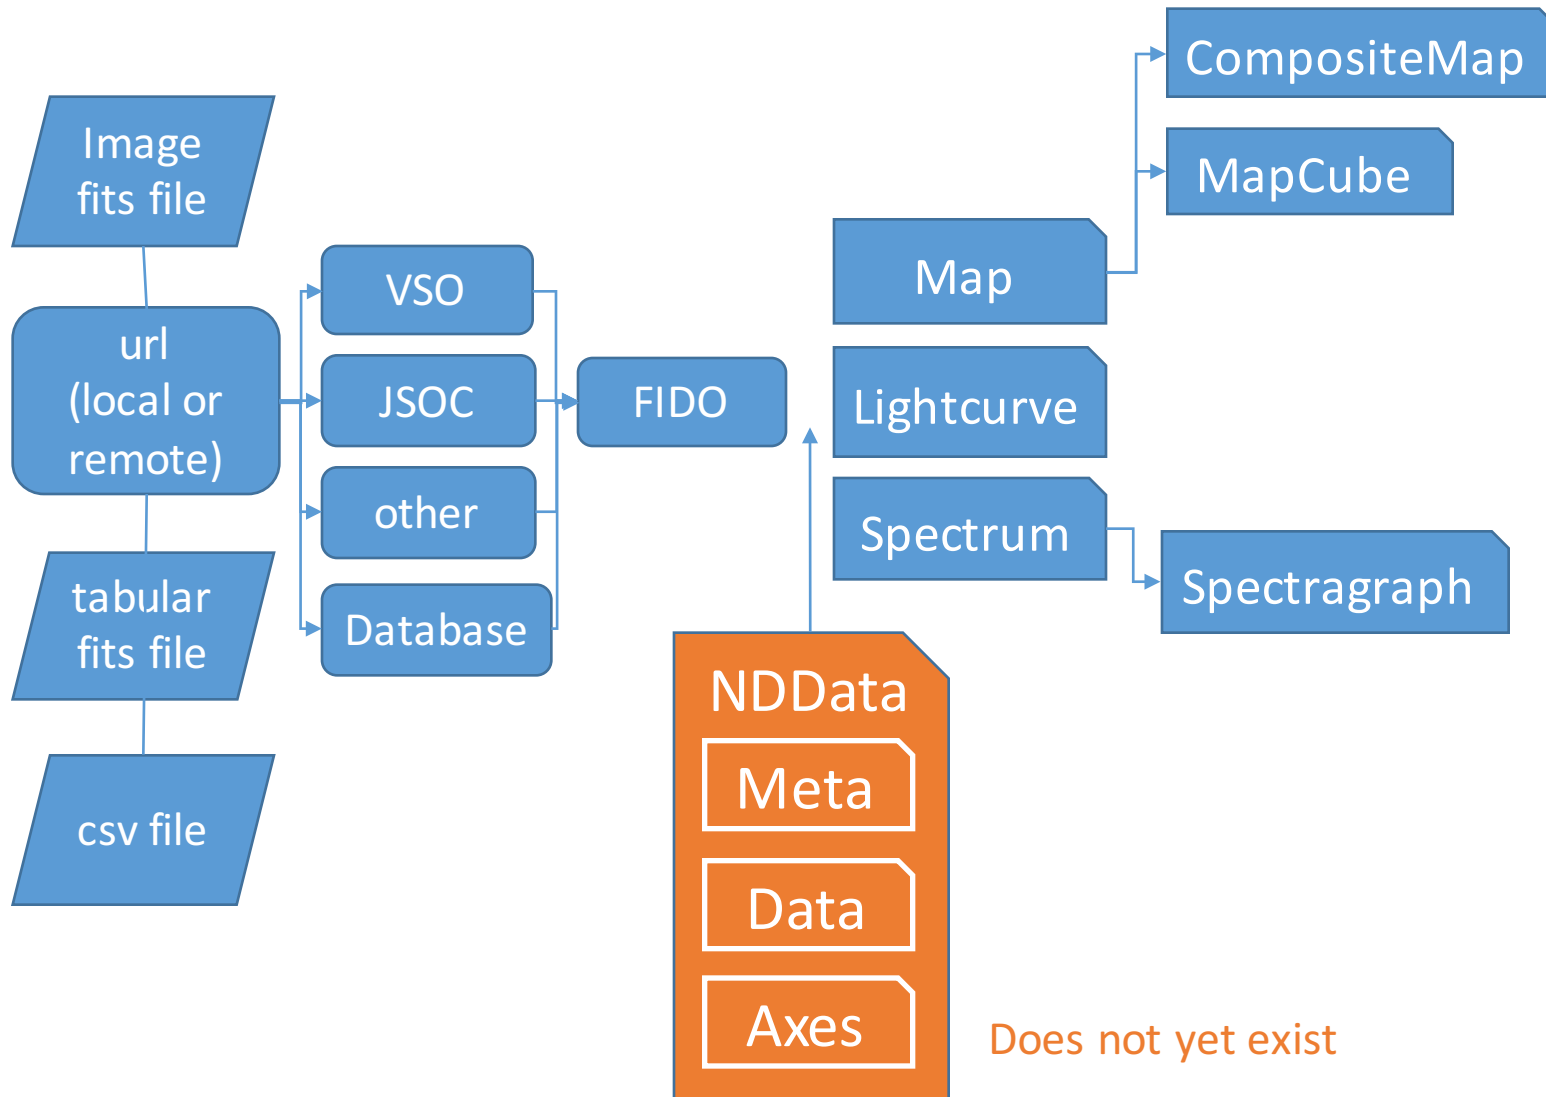 Image
fits file
url
(local or
remote)
tabular
fits file
csv file
VSO
JSOC
other
Database
FIDO
Map
Lightcurve
Spectrum
CompositeMap
MapCube
Spectragraph
NDData
Meta
Data
Axes
Does not yet exist